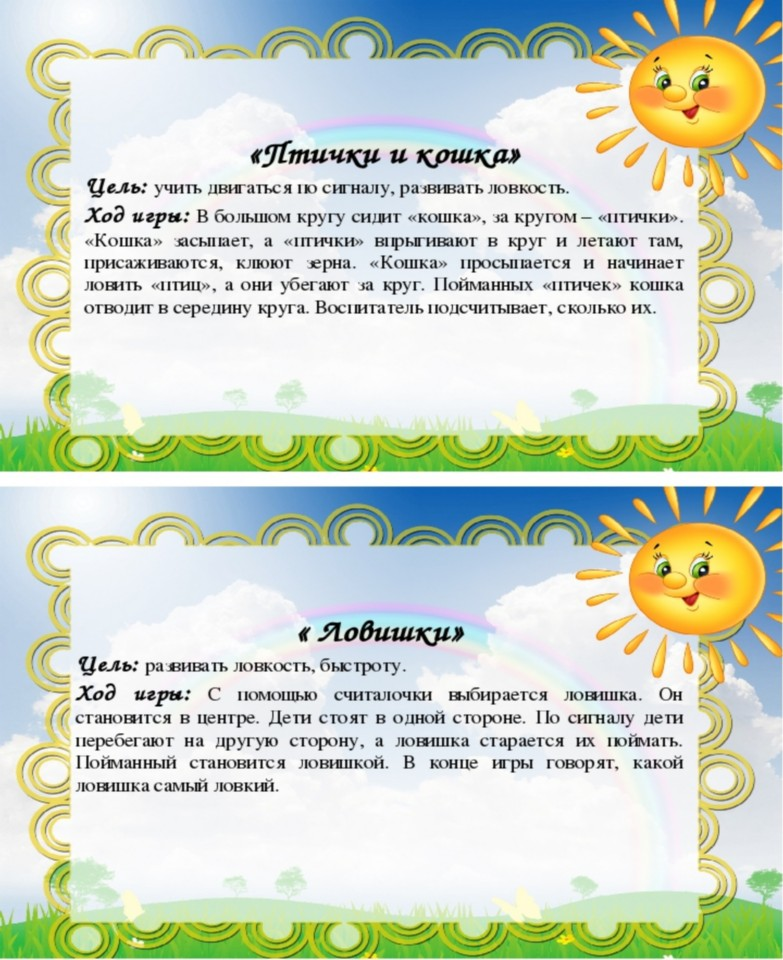 «Птички и кошка»
Цель: учить двигаться по сигналу, развивать ловкость.
Ход игры: В большом кругу сидит «кошка», за кругом – «птички».
«Кошка» засыпает, а «птички» впрыгивают в круг и летают там,
присаживаются, клюют зерна. «Кошка» просыпается и начинает
ловить «птиц», а они убегают за круг. Пойманных «птичек» кошка
отводит в середину круга. Воспитатель подсчитывает, сколько их.
« Ловишки»
Цель: развивать ловкость, быстроту.
Ход игры: С помощью считалочки выбирается ловишка. Он
становится в центре. Дети стоят в одной стороне. По сигналу дети
перебегают на другую сторону, а ловишка старается их поймать.
Пойманный становится ловишкой. В конце игры говорят, какой
ловишка самый ловкий.